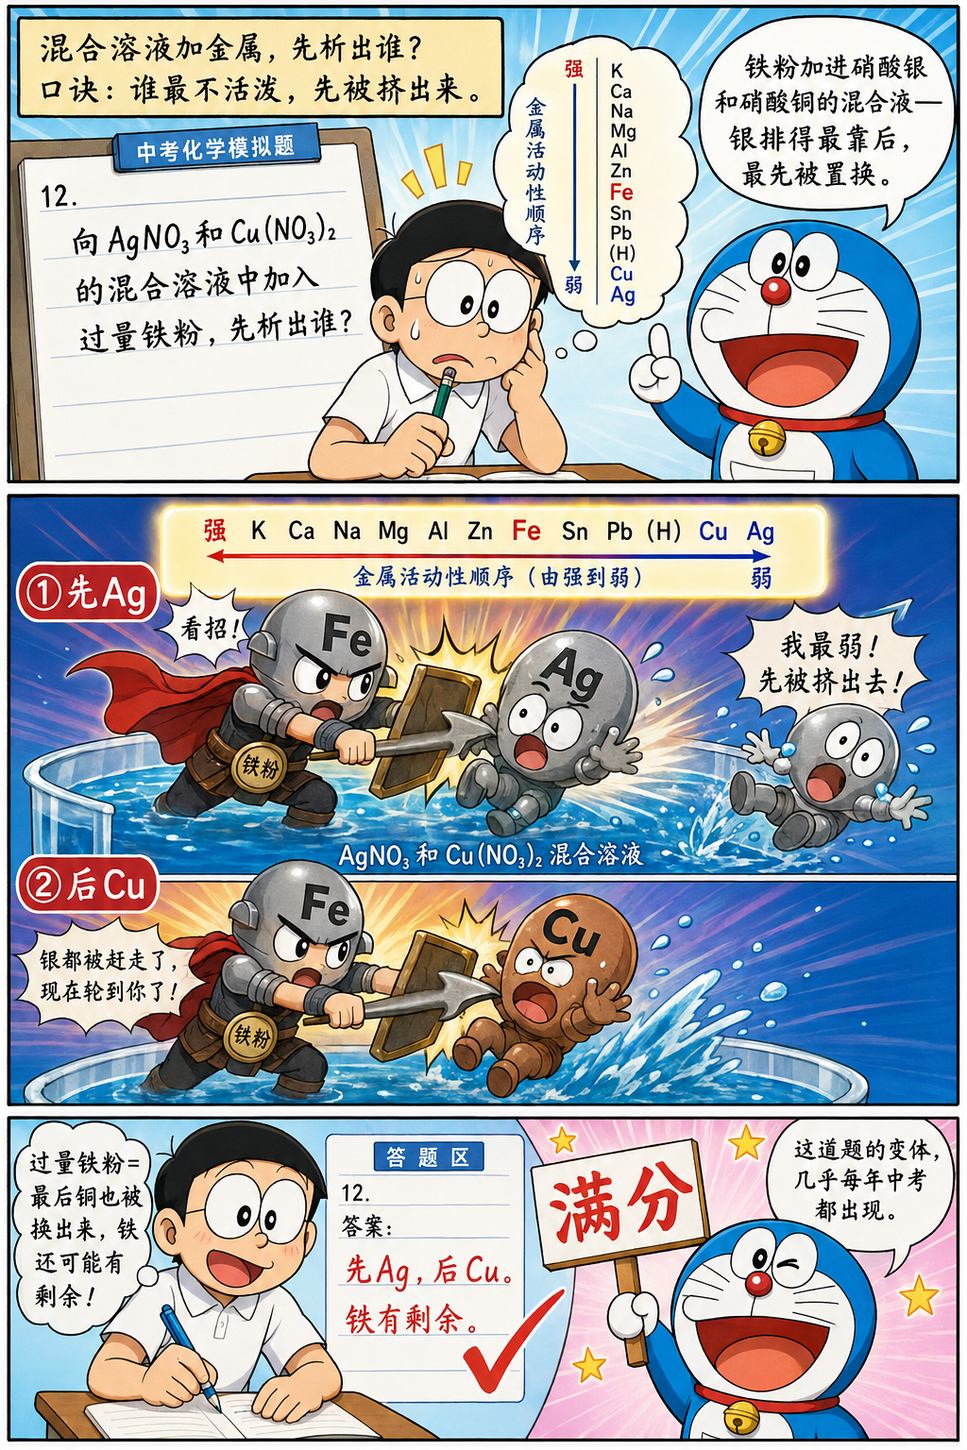 混合溶液加金属，先析出谁？
口诀：谁最不活泼，先被挤出来。
中考化学模拟题
12.
向 AgNO₃ 和 Cu(NO₃)₂
的混合溶液中加入
过量铁粉，先析出谁？
金属活动性顺序
强
弱
K
Ca
Na
Mg
Al
Zn
Fe
Sn
Pb
(H)
Cu
Ag
铁粉加进硝酸银
和硝酸铜的混合液—
银排得最靠后，
最先被置换。
强 K Ca Na Mg Al Zn Fe Sn Pb (H) Cu Ag
金属活动性顺序（由强到弱） 弱
①先Ag
看招！
Fe
铁粉
Ag
我最弱！
先被挤出去！
AgNO₃ 和 Cu(NO₃)₂ 混合溶液
②后Cu
银都被赶走了，
现在轮到你了！
Fe
铁粉
Cu
过量铁粉=
最后铜也被
换出来，铁
还可能有
剩余！
答题区
12.
答案：
先Ag，后Cu。
铁有剩余。
满分
这道题的变体，
几乎每年中考
都出现。